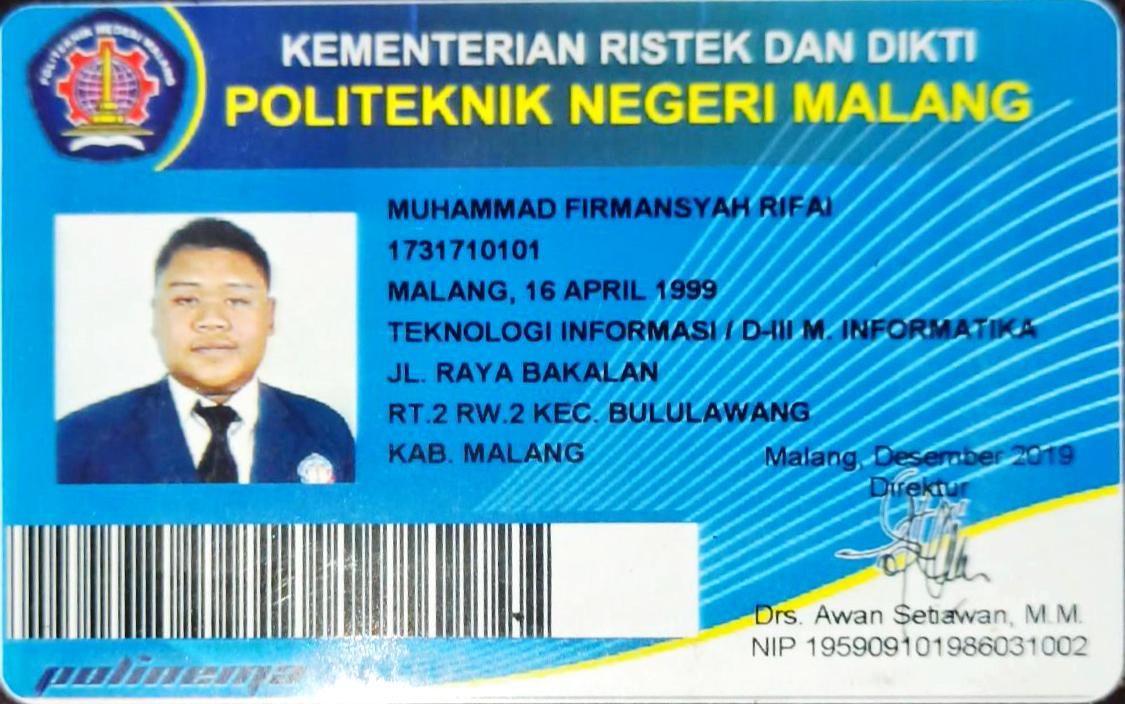 POLITEKNIK NEGERI MALANG
KEMENTERIAN RISTEK DAN DIKTI
POLITEKNIK NEGERI MALANG
MUHAMMAD FIRMANSYAH RIFAI
1731710101
MALANG, 16 APRIL 1999
TEKNOLOGI INFORMASI / D-III M. INFORMATIKA
JL. RAYA BAKALAN
RT.2 RW.2 KEC. BULULAWANG
KAB. MALANG
Malang, Desember 2019
Direktur
Drs. Awan Setiawan, M.M.
NIP 195909101986031002
polinema